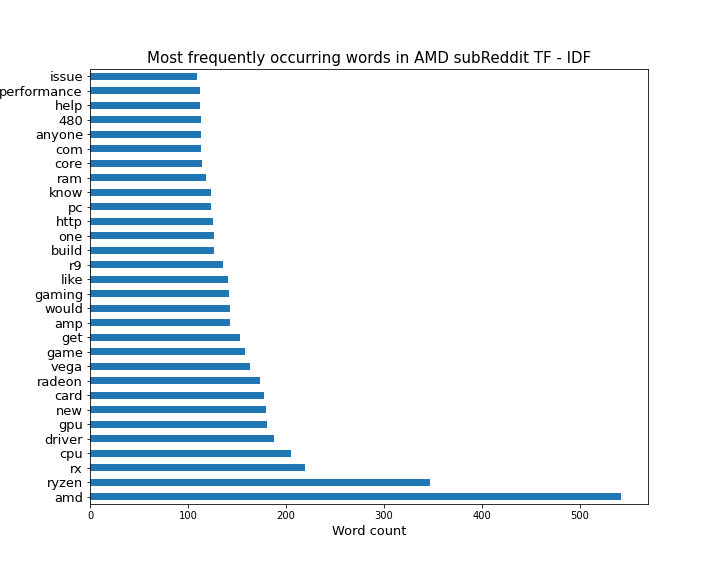 Most frequently occurring words in AMD subReddit TF - IDF
issue
performance
help
480
anyone
com
core
ram
know
pc
http
one
build
r9
like
gaming
would
amp
get
game
vega
radeon
card
new
gpu
driver
cpu
rx
ryzen
amd
0 100 200 300 400 500
Word count